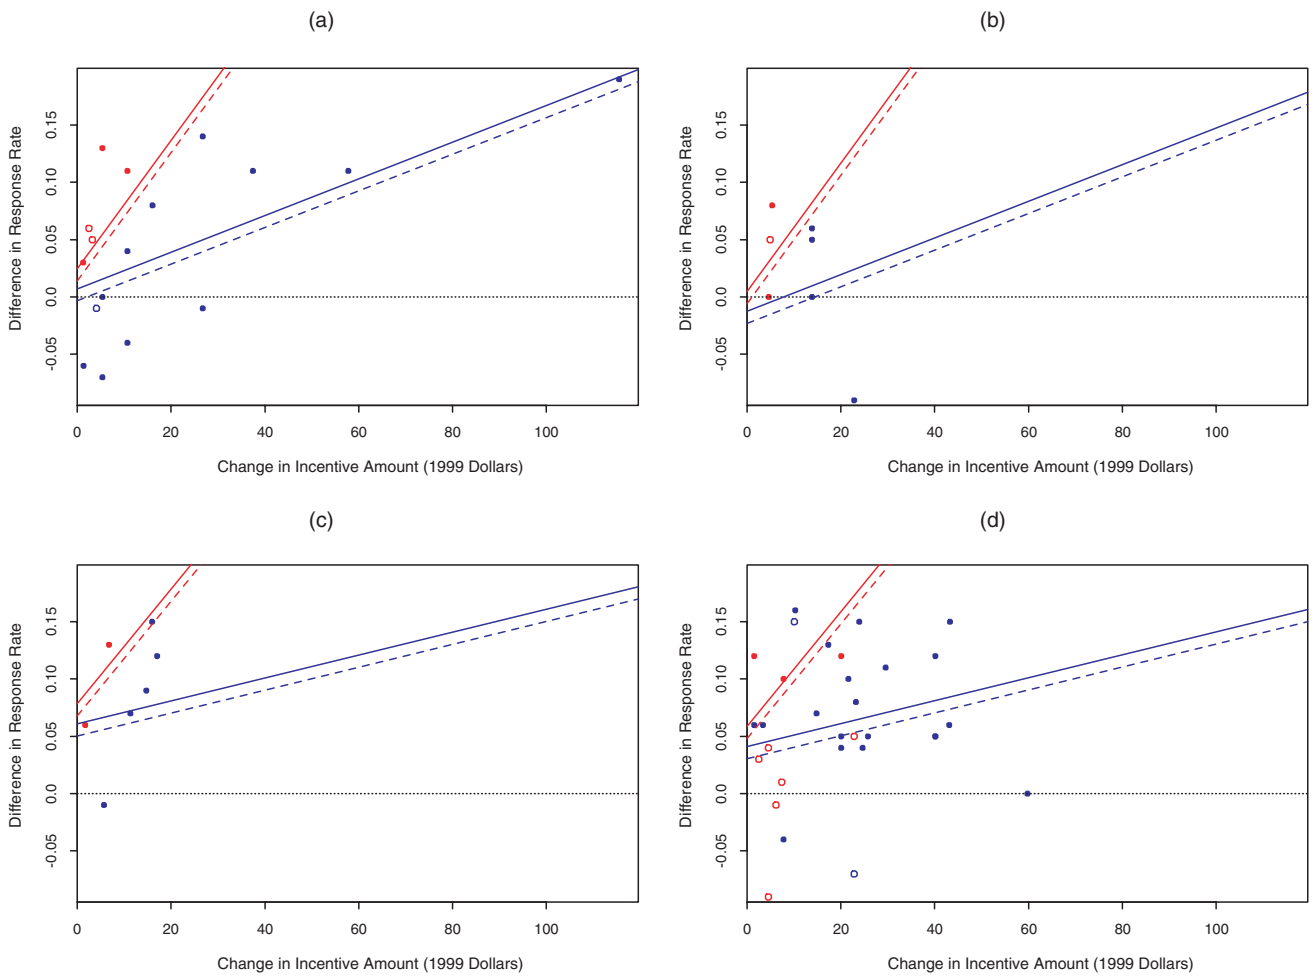 (a)
(b)
Difference in Response Rate
-0.05 0.0 0.05 0.10 0.15
0 20 40 60 80 100
Change in Incentive Amount (1999 Dollars)
Difference in Response Rate
-0.05 0.0 0.05 0.10 0.15
0 20 40 60 80 100
Change in Incentive Amount (1999 Dollars)
(c)
(d)
Difference in Response Rate
-0.05 0.0 0.05 0.10 0.15
0 20 40 60 80 100
Change in Incentive Amount (1999 Dollars)
Difference in Response Rate
-0.05 0.0 0.05 0.10 0.15
0 20 40 60 80 100
Change in Incentive Amount (1999 Dollars)